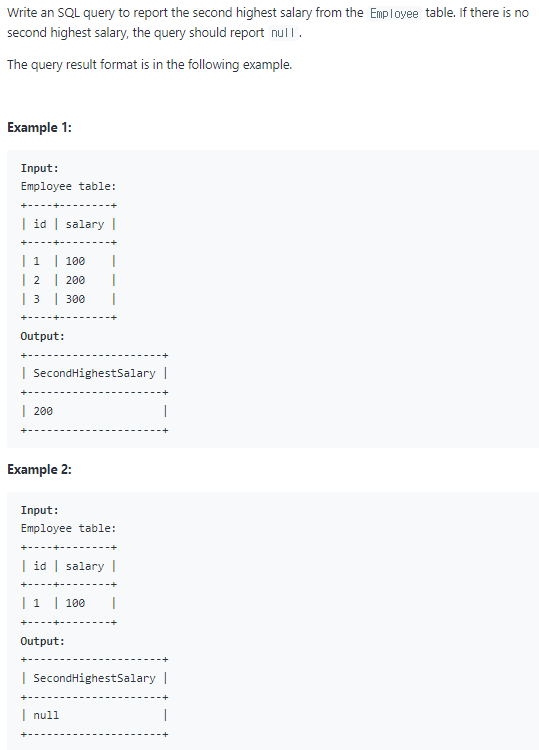 Write an SQL query to report the second highest salary from the Employee table. If there is no
second highest salary, the query should report null.
The query result format is in the following example.
Example 1:
Input:
Employee table:
+----+--------+
| id | salary |
+----+--------+
| 1  | 100    |
| 2  | 200    |
| 3  | 300    |
+----+--------+
Output:
+---------------------+
| SecondHighestSalary |
+---------------------+
| 200                 |
+---------------------+
Example 2:
Input:
Employee table:
+----+--------+
| id | salary |
+----+--------+
| 1  | 100    |
+----+--------+
Output:
+---------------------+
| SecondHighestSalary |
+---------------------+
| null                |
+---------------------+